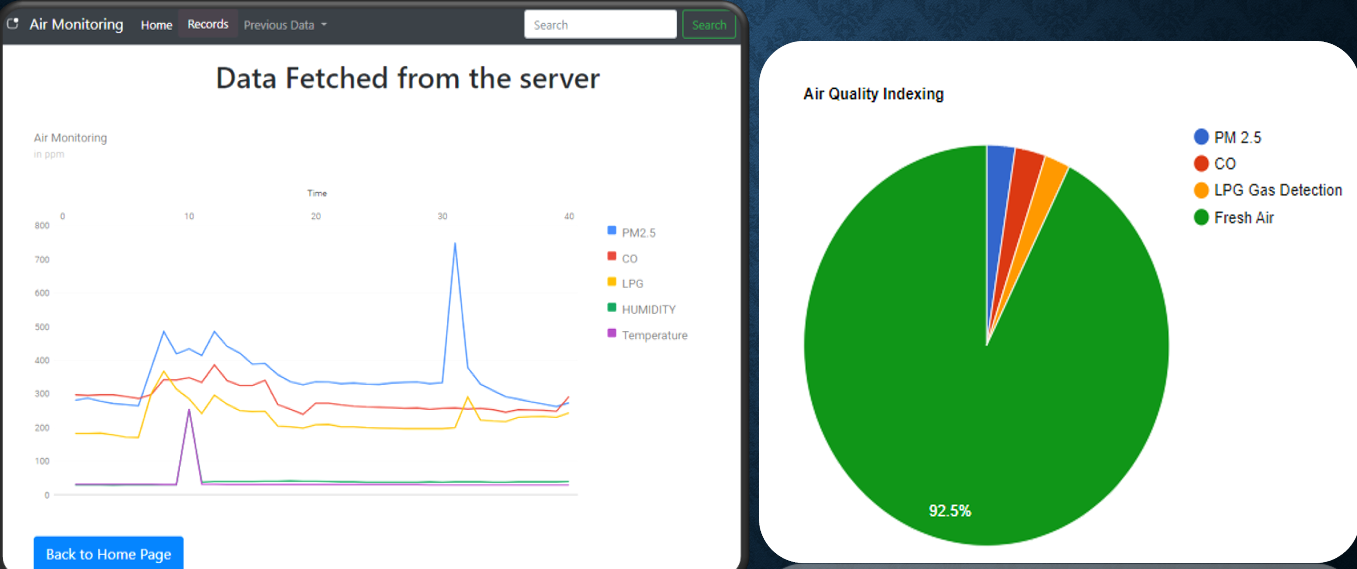 Air Monitoring Home Records Previous Data Search Search
Data Fetched from the server
Air Monitoring
in ppm
Time
0 10 20 30 40
800
700
600
500
400
300
200
100
0
PM2.5
CO
LPG
HUMIDITY
Temperature
Back to Home Page
Air Quality Indexing
PM 2.5
CO
LPG Gas Detection
Fresh Air
92.5%